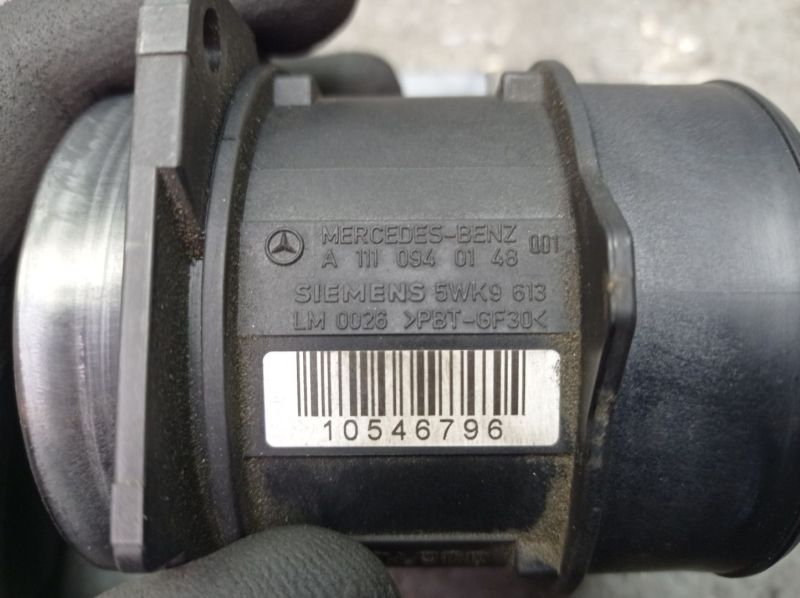 MERCEDES-BENZ 001
A 111 094 01 48
SIEMENS 5WK9 613
LM 0026 >PBT-GF30<
10546796